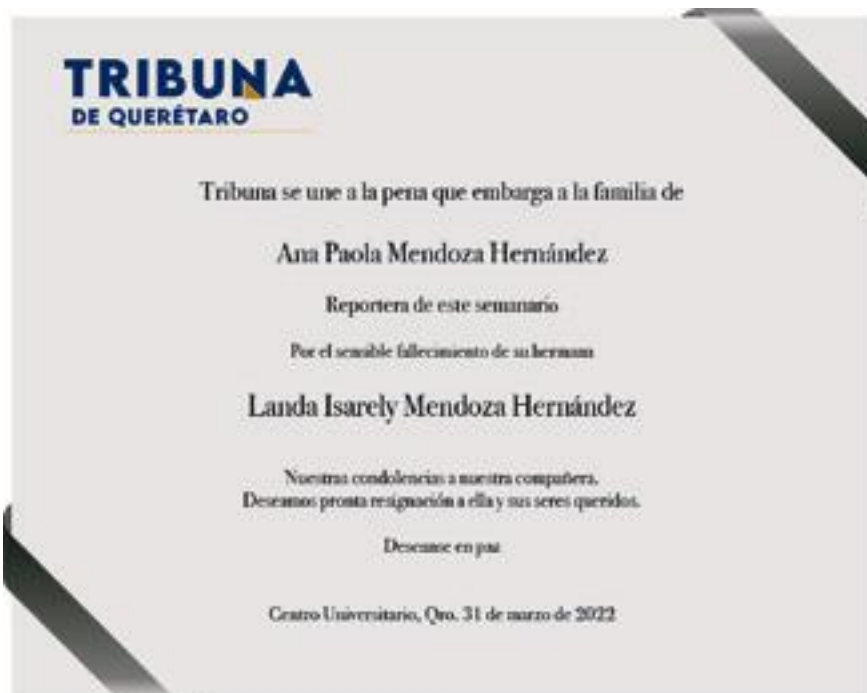 TRIBUNA
DE QUERÉTARO
Tribuna se une a la pena que embarga a la familia de
Ana Paola Mendoza Hernández
Reportera de este semanario
Por el sensible fallecimiento de su hermana
Landa Isarely Mendoza Hernández
Nuestras condolencias a nuestra compañera.
Deseamos pronta resignación a ella y sus seres queridos.
Descanse en paz
Centro Universitario, Qro. 31 de marzo de 2022